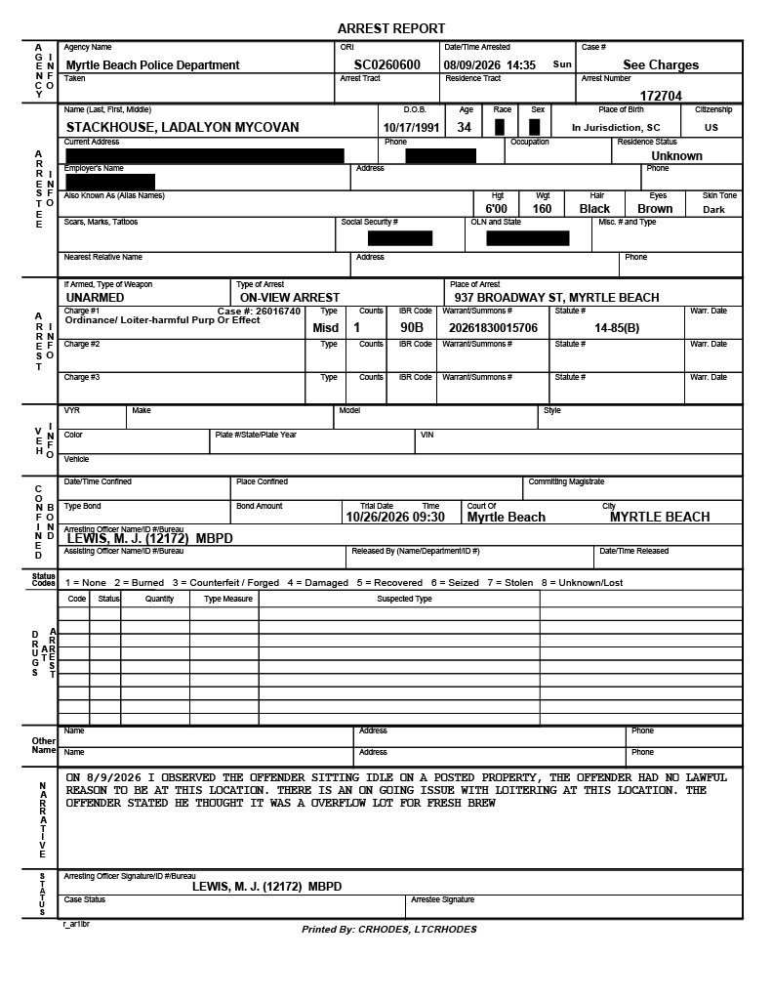 ARREST REPORT
AGENCY INFO
Agency Name ORI Date/Time Arrested Case #
Myrtle Beach Police Department SC0260600 08/09/2026 14:35 Sun See Charges
Taken Arrest Tract Residence Tract Arrest Number
172704
ARRESTEE INFO
Name (Last, First, Middle) D.O.B. Age Race Sex Place of Birth Citizenship
STACKHOUSE, LADALYON MYCOVAN 10/17/1991 34 In Jurisdiction, SC US
Current Address Phone Occupation Residence Status
Unknown
Employer's Name Address Phone
Also Known As (Alias Names) Hgt Wgt Hair Eyes Skin Tone
6'00 160 Black Brown Dark
Scars, Marks, Tattoos Social Security # OLN and State Misc. # and Type
Nearest Relative Name Address Phone
ARREST INFO
If Armed, Type of Weapon Type of Arrest Place of Arrest
UNARMED ON-VIEW ARREST 937 BROADWAY ST, MYRTLE BEACH
Charge #1 Case #: 26016740 Type Counts IBR Code Warrant/Summons # Statute # Warr. Date
Ordinance/ Loiter-harmful Purp Or Effect
Misd 1 90B 20261830015706 14-85(B)
Charge #2 Type Counts IBR Code Warrant/Summons # Statute # Warr. Date
Charge #3 Type Counts IBR Code Warrant/Summons # Statute # Warr. Date
VEH INFO
VYR Make Model Style
Color Plate #/State/Plate Year VIN
Vehicle
CONFINED BOND
Date/Time Confined Place Confined Committing Magistrate
Type Bond Bond Amount Trial Date Time Court Of City
10/26/2026 09:30 Myrtle Beach MYRTLE BEACH
Arresting Officer Name/ID #/Bureau
LEWIS, M. J. (12172) MBPD
Assisting Officer Name/ID #/Bureau Released By (Name/Department/ID #) Date/Time Released
Status Codes 1 = None 2 = Burned 3 = Counterfeit / Forged 4 = Damaged 5 = Recovered 6 = Seized 7 = Stolen 8 = Unknown/Lost
Code Status Quantity Type Measure Suspected Type
DRUGS AT ARREST
Other Name
Name Address Phone
Name Address Phone
NARRATIVE
ON 8/9/2026 I OBSERVED THE OFFENDER SITTING IDLE ON A POSTED PROPERTY, THE OFFENDER HAD NO LAWFUL
REASON TO BE AT THIS LOCATION. THERE IS AN ON GOING ISSUE WITH LOITERING AT THIS LOCATION. THE
OFFENDER STATED HE THOUGHT IT WAS A OVERFLOW LOT FOR FRESH BREW
STATUS
Arresting Officer Signature/ID #/Bureau
LEWIS, M. J. (12172) MBPD
Case Status Arrestee Signature
r_ar1lbr
Printed By: CRHODES, LTCRHODES